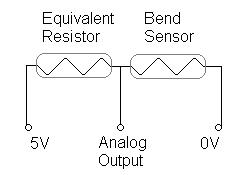 Equivalent
Resistor
Bend
Sensor
5V
Analog
Output
0V